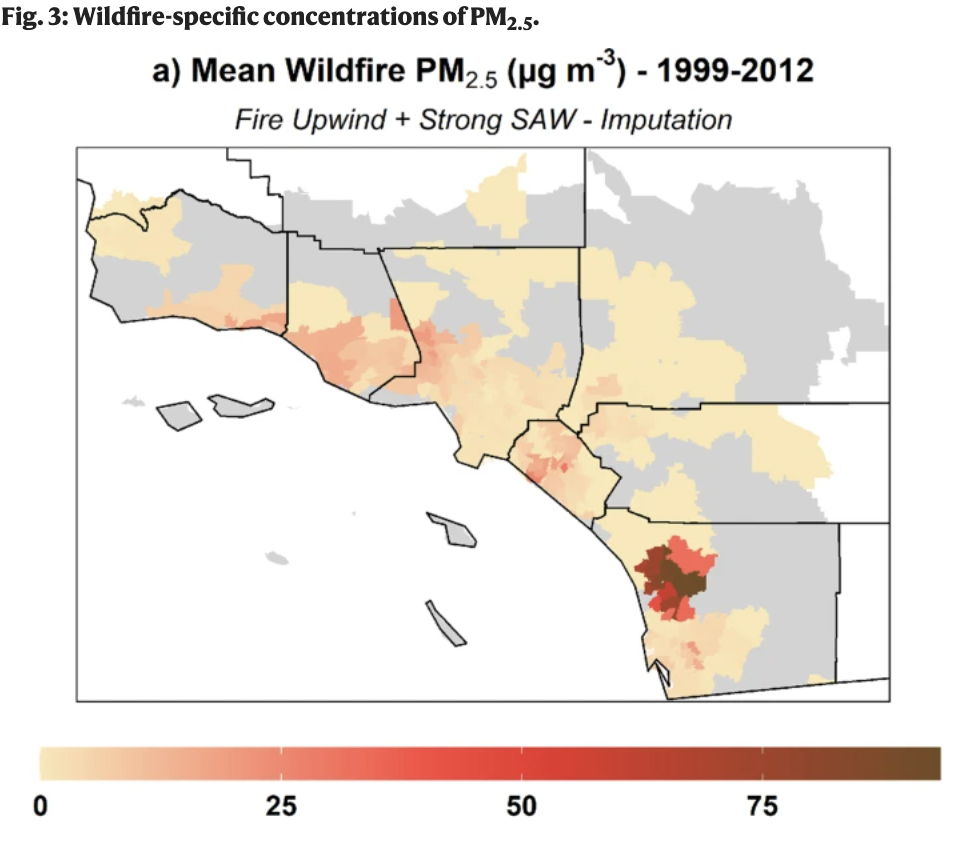 Fig. 3: Wildfire-specific concentrations of PM₂.₅.
a) Mean Wildfire PM₂.₅ (µg m⁻³) - 1999-2012
Fire Upwind + Strong SAW - Imputation
0 25 50 75